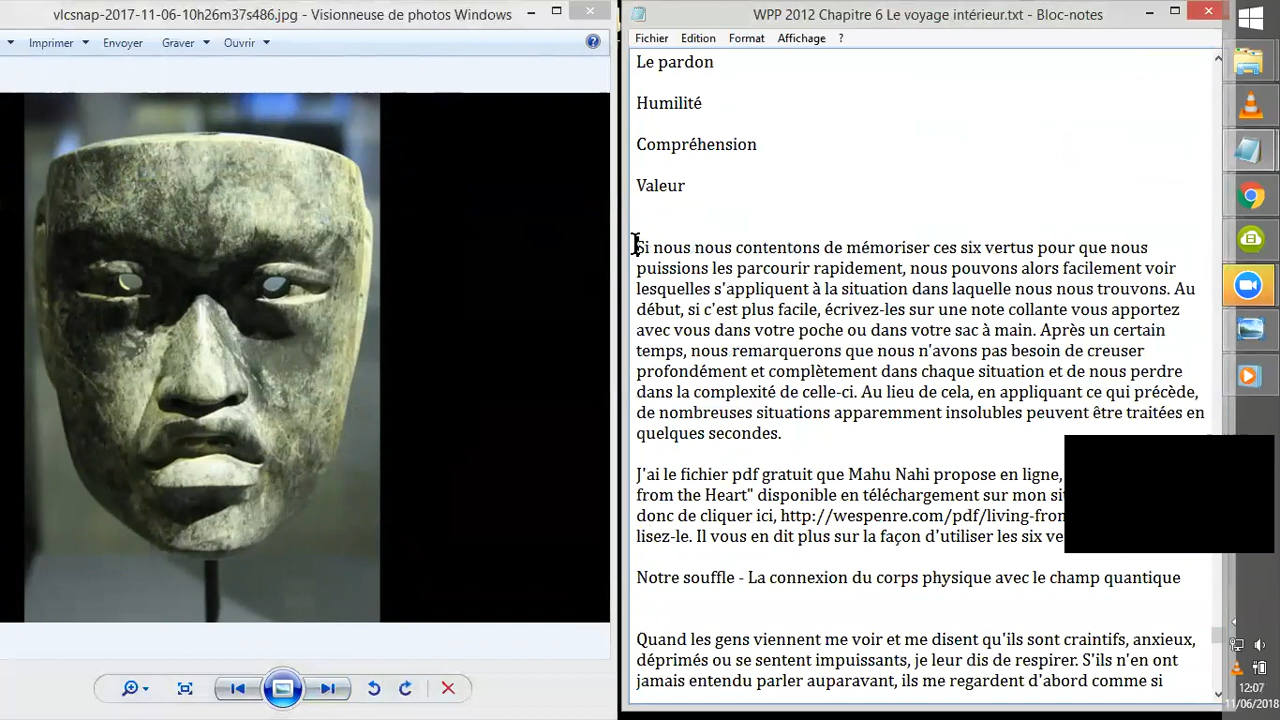 vlcsnap-2017-11-06-10h26m37s486.jpg - Visionneuse de photos Windows
Imprimer Envoyer Graver Ouvrir
WPP 2012 Chapitre 6 Le voyage intérieur.txt - Bloc-notes
Fichier Edition Format Affichage ?
Le pardon
Humilité
Compréhension
Valeur
Si nous nous contentons de mémoriser ces six vertus pour que nous
puissions les parcourir rapidement, nous pouvons alors facilement voir
lesquelles s'appliquent à la situation dans laquelle nous nous trouvons. Au
début, si c'est plus facile, écrivez-les sur une note collante vous apportez
avec vous dans votre poche ou dans votre sac à main. Après un certain
temps, nous remarquerons que nous n'avons pas besoin de creuser
profondément et complètement dans chaque situation et de nous perdre
dans la complexité de celle-ci. Au lieu de cela, en appliquant ce qui précède,
de nombreuses situations apparemment insolubles peuvent être traitées en
quelques secondes.
J'ai le fichier pdf gratuit que Mahu Nahi propose en ligne,
from the Heart" disponible en téléchargement sur mon
donc de cliquer ici, http://wespenre.com/pdf/living-fron
lisez-le. Il vous en dit plus sur la façon d'utiliser les six
Notre souffle - La connexion du corps physique avec le champ quantique
Quand les gens viennent me voir et me disent qu'ils sont craintifs, anxieux,
déprimés ou se sentent impuissants, je leur dis de respirer. S'ils n'en ont
jamais entendu parler auparavant, ils me regardent d'abord comme si
12:07
11/06/2018